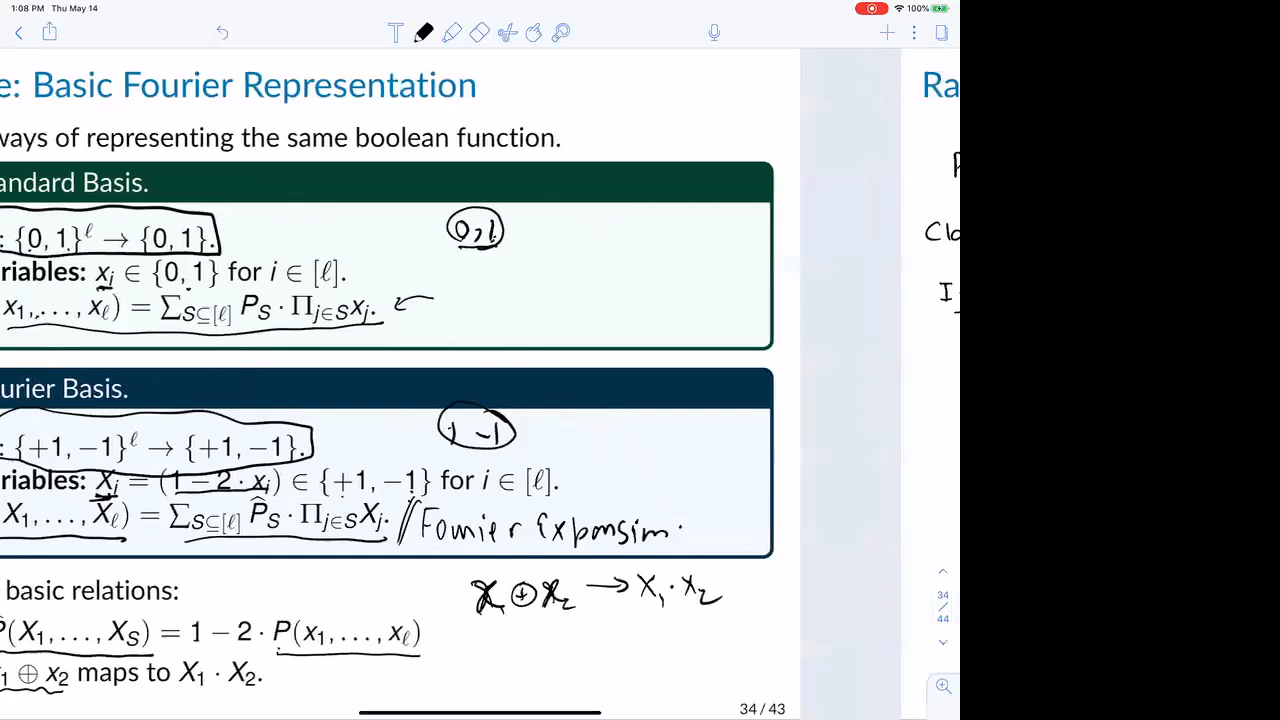 1:08 PM Thu May 14
100%
e: Basic Fourier Representation
Ra
ways of representing the same boolean function.
andard Basis.
: {0, 1}^ℓ → {0, 1}.
0, 1
Clo
riables: x_i ∈ {0, 1} for i ∈ [ℓ].
I
x_1, . . . , x_ℓ) = ∑_{S⊆[ℓ]} P_S · Π_{j∈S} x_j.
urier Basis.
: {+1, −1}^ℓ → {+1, −1}.
1 -1
riables: X_i = (1 − 2 · x_i) ∈ {+1, −1} for i ∈ [ℓ].
X_1, . . . , X_ℓ) = ∑_{S⊆[ℓ]} P̂_S · Π_{j∈S} X_j. // Fourier Expansion.
basic relations:
x_1 ⊕ x_2 → X_1 · X_2
34
/
44
P̂(X_1, . . . , X_S) = 1 − 2 · P(x_1, . . . , x_ℓ)
x_1 ⊕ x_2 maps to X_1 · X_2.
34 / 43